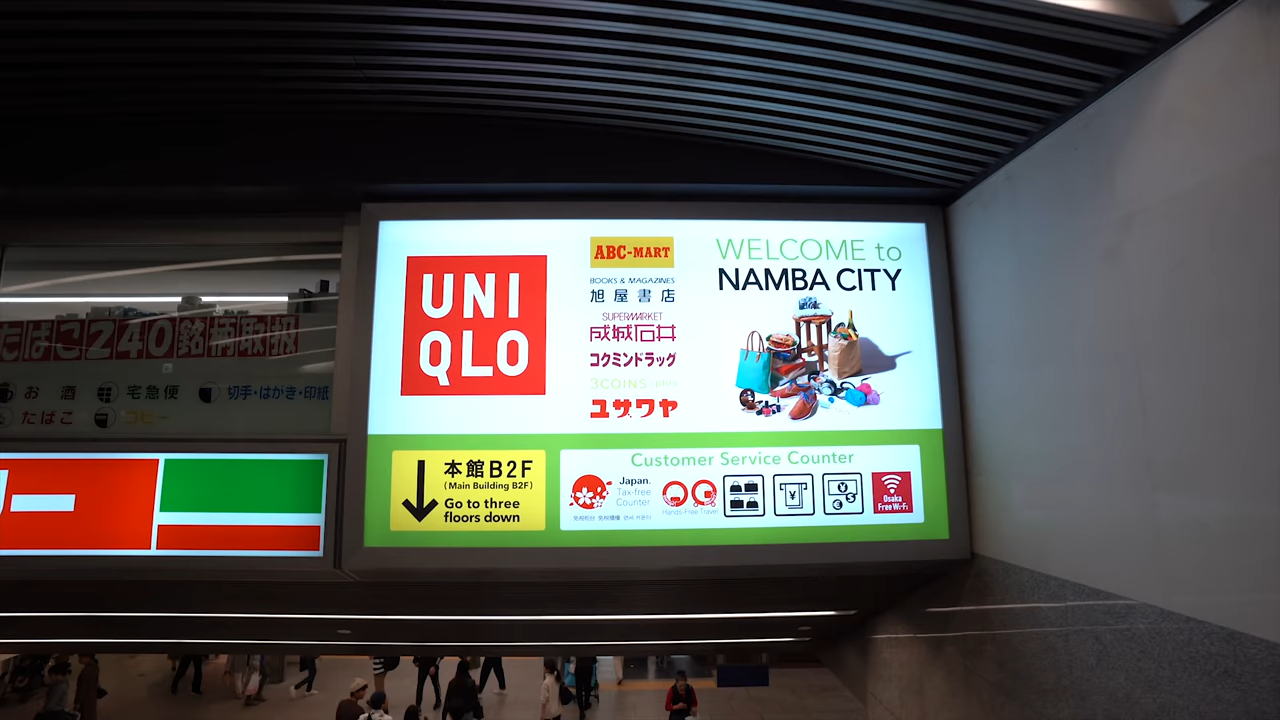 たばこ240銘柄取扱
お酒
宅急便
切手・はがき・印紙
たばこ
コピー
UNI
QLO
ABC-MART
BOOKS & MAGAZINES
旭屋書店
SUPERMARKET
成城石井
コクミンドラッグ
3COINS
ユザワヤ
WELCOME to
NAMBA CITY
本館B2F
(Main Building B2F)
Go to three
floors down
Customer Service Counter
Japan.
Tax-free
Counter
Hands-Free Travel
Osaka
Free Wi-Fi